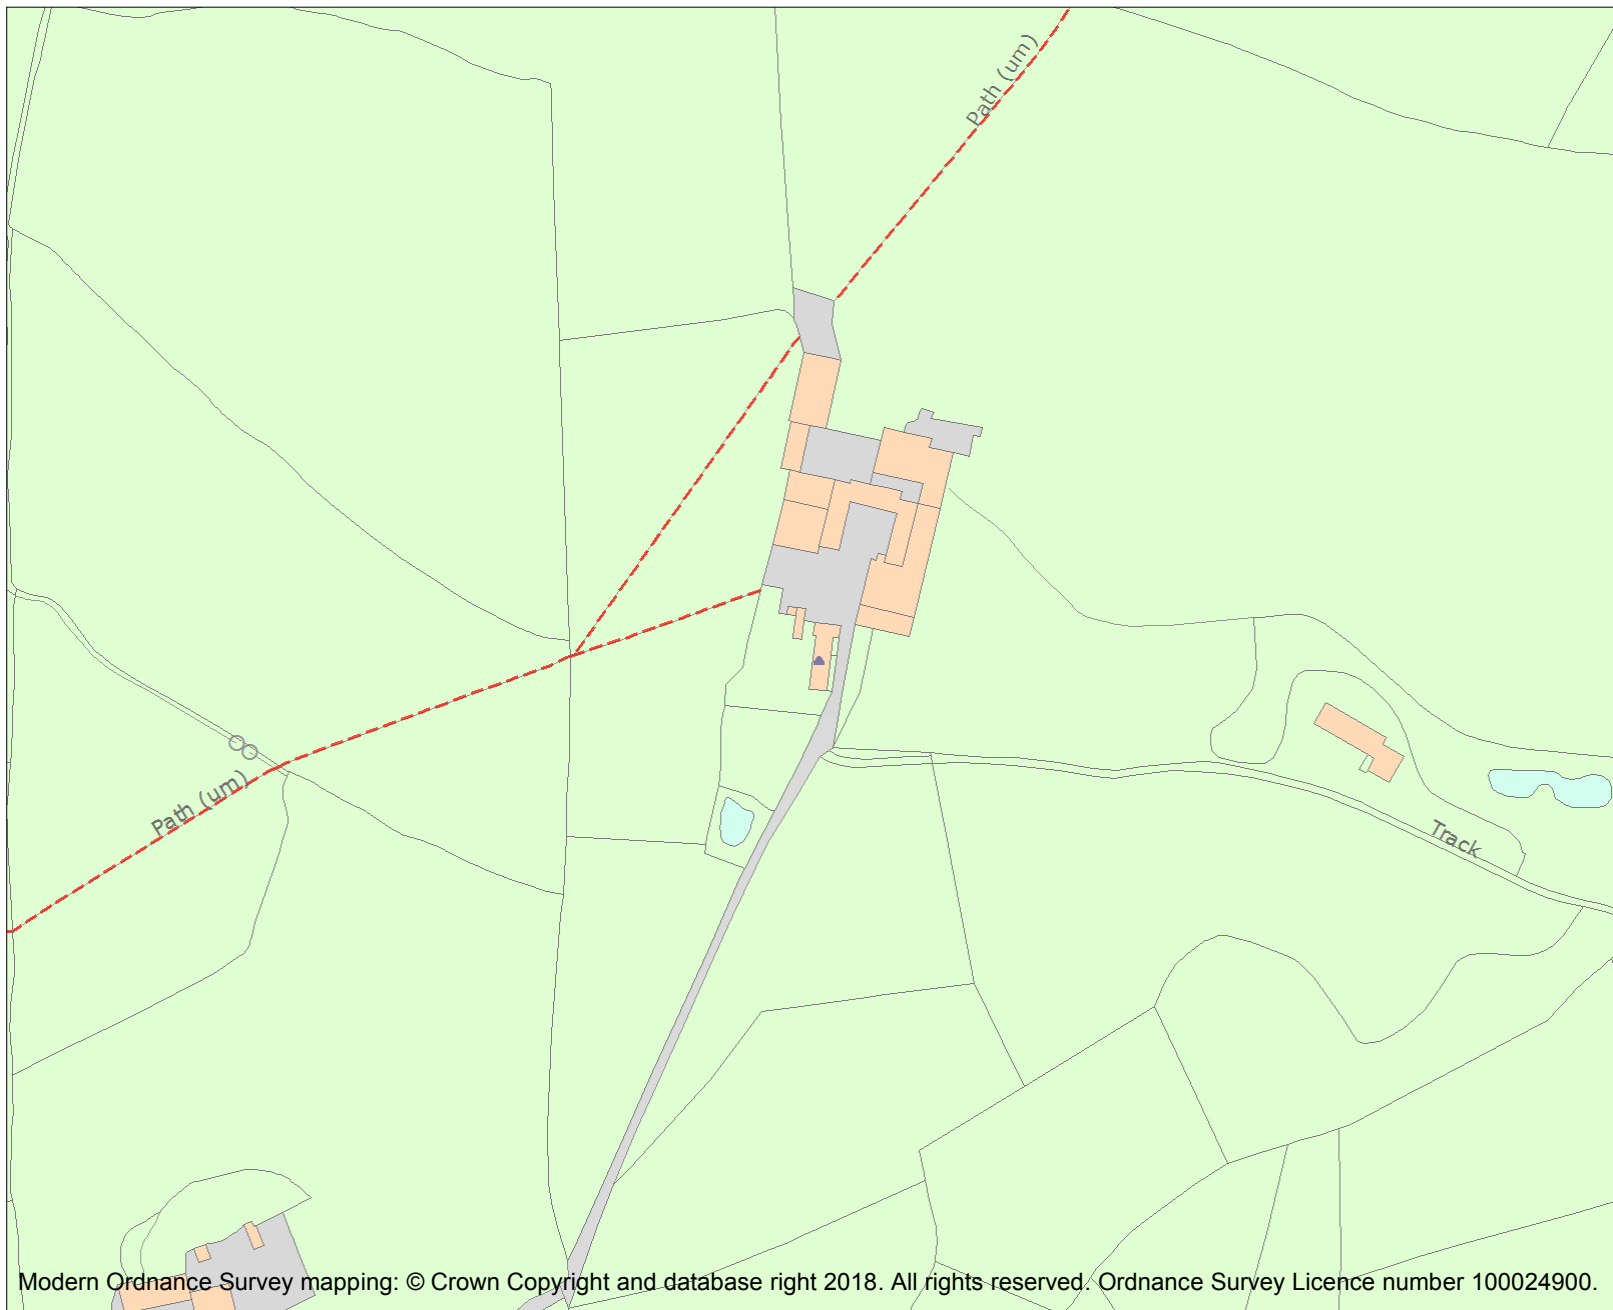 Path (um)
Path (um)
Track
Modern Ordnance Survey mapping: © Crown Copyright and database right 2018. All rights reserved. Ordnance Survey Licence number 100024900.